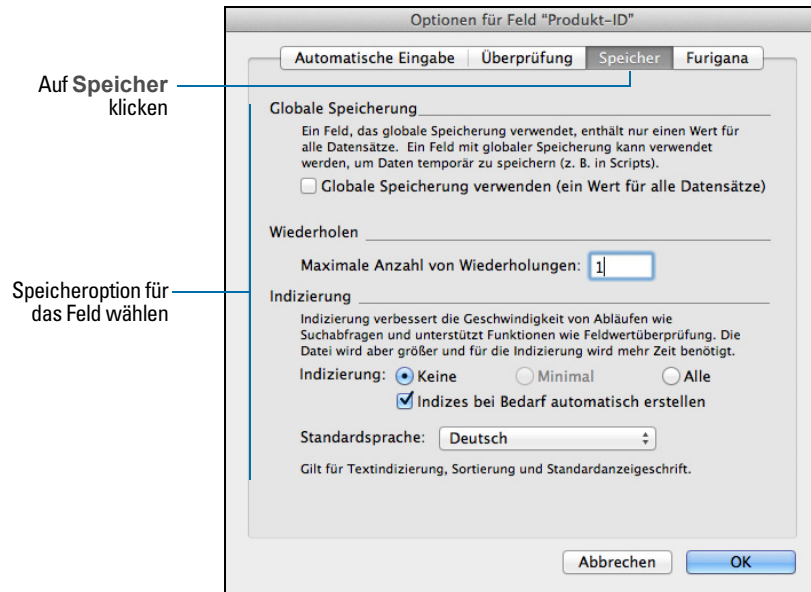 Optionen für Feld "Produkt-ID"
Automatische Eingabe Überprüfung Speicher Furigana
Auf Speicher
klicken
Globale Speicherung
Ein Feld, das globale Speicherung verwendet, enthält nur einen Wert für
alle Datensätze. Ein Feld mit globaler Speicherung kann verwendet
werden, um Daten temporär zu speichern (z. B. in Scripts).
Globale Speicherung verwenden (ein Wert für alle Datensätze)
Wiederholen
Maximale Anzahl von Wiederholungen: 1
Speicheroption für
das Feld wählen
Indizierung
Indizierung verbessert die Geschwindigkeit von Abläufen wie
Suchabfragen und unterstützt Funktionen wie Feldwertüberprüfung. Die
Datei wird aber größer und für die Indizierung wird mehr Zeit benötigt.
Indizierung: Keine Minimal Alle
Indizes bei Bedarf automatisch erstellen
Standardsprache: Deutsch
Gilt für Textindizierung, Sortierung und Standardanzeigeschrift.
Abbrechen OK